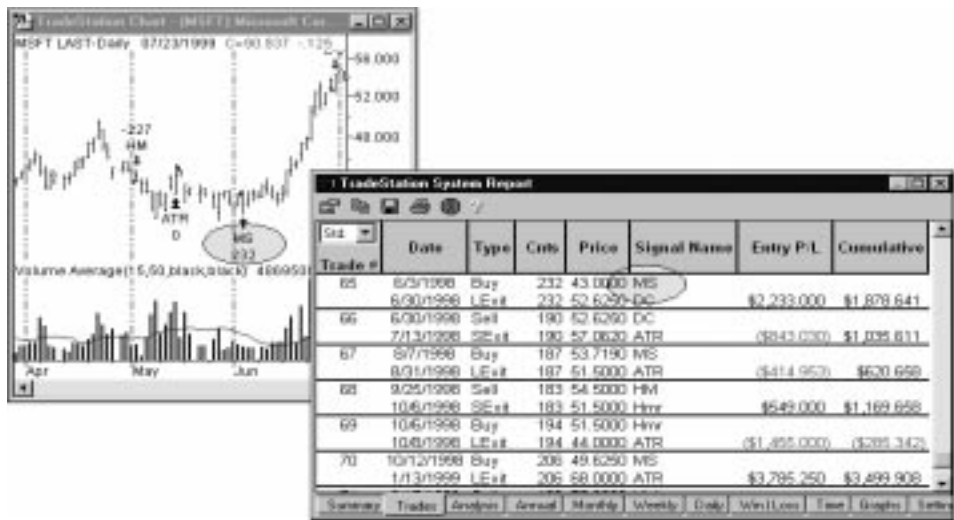 TradeStation Chart - (MSFT) Microsoft Cor...
MSFT LAST-Daily 07/23/1999 C=90.937 -.125
58.000
52.000
48.000
-227
HM
ATR
0
MS
232
Volume Average(15,50,black,black)
Apr May Jun
TradeStation System Report
Std.
Trade # Date Type Cnts Price Signal Name Entry P/L Cumulative
65 6/3/1998 Buy 232 43.0000 MS
6/30/1998 LExit 232 52.6250 DC $2,233.000 $1,878.641
66 6/30/1998 Sell 190 52.6250 DC
7/13/1998 SExit 190 57.0620 ATR ($843.030) $1,035.611
67 8/7/1998 Buy 187 53.7190 MS
8/31/1998 LExit 187 51.5000 ATR ($414.953) $620.658
68 9/25/1998 Sell 183 54.5000 HM
10/6/1998 SExit 183 51.5000 Hmr $549.000 $1,169.658
69 10/6/1998 Buy 194 51.5000 Hmr
10/8/1998 LExit 194 44.0000 ATR ($1,455.000) ($285.342)
70 10/12/1998 Buy 206 49.6250 MS
1/13/1999 LExit 206 68.0000 ATR $3,785.250 $3,499.908
Summary Trades Analysis Annual Monthly Weekly Daily Win/Loss Time Graphs Settin